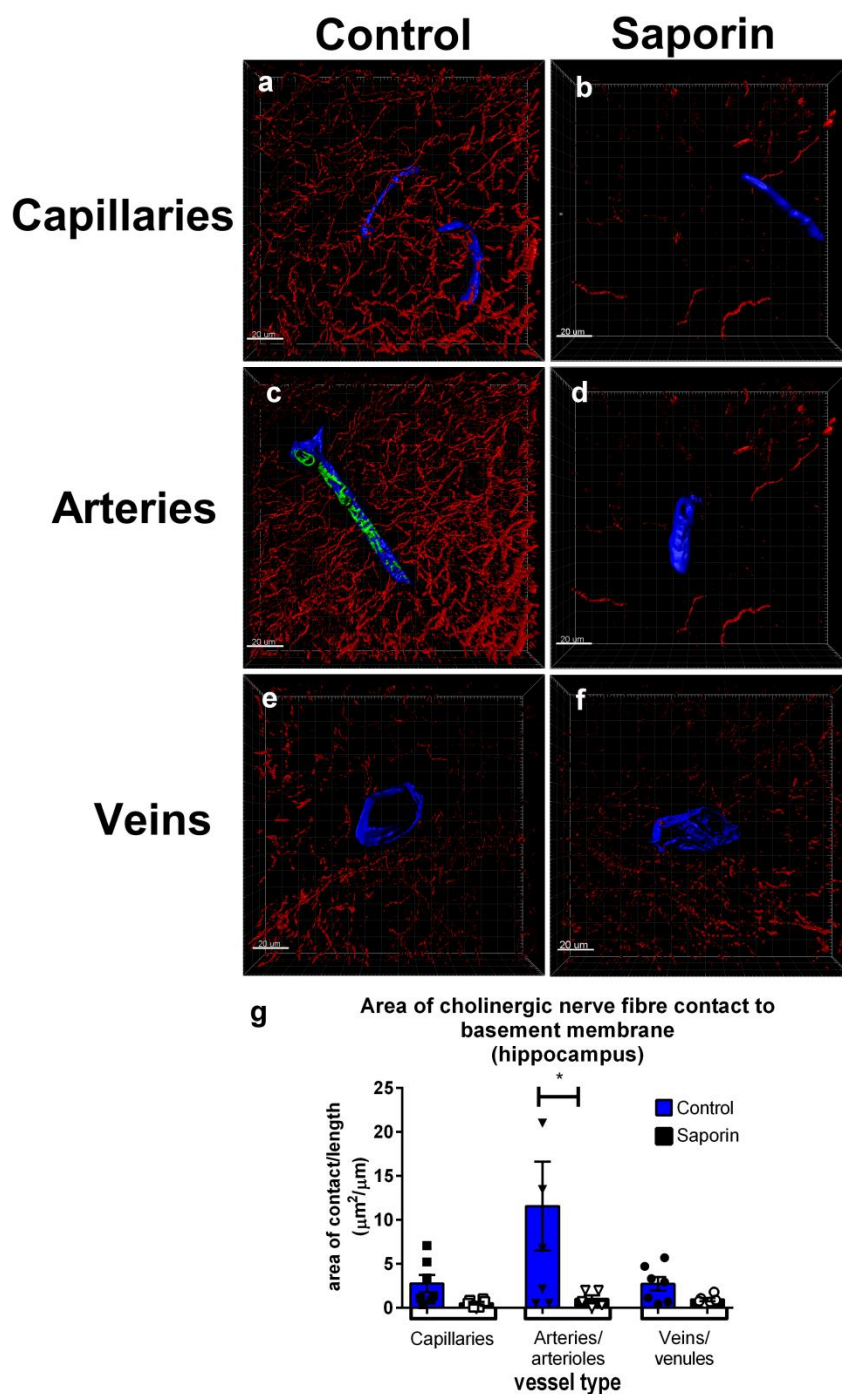 Control Saporin
a b
Capillaries
20 um 20 um
c d
Arteries
20 um 20 um
e f
Veins
20 um 20 um
g Area of cholinergic nerve fibre contact to
basement membrane
(hippocampus)
*
25
20
15
10
5
0
area of contact/length
(μm²/μm)
Control
Saporin
Capillaries Arteries/ Veins/
arterioles venules
vessel type